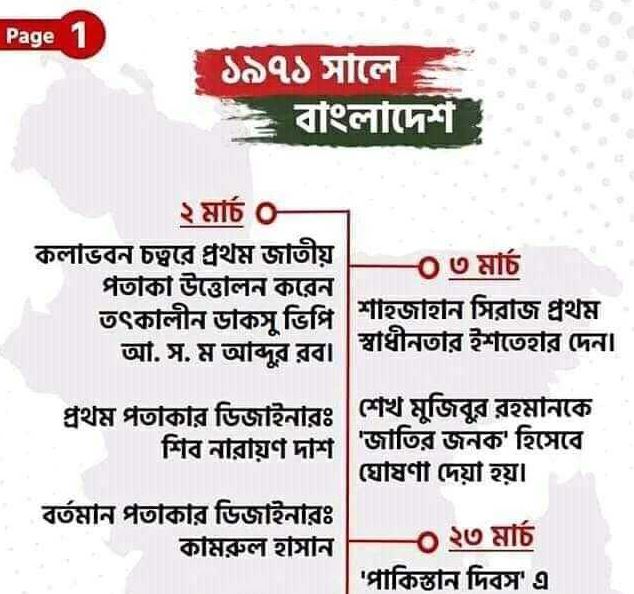 Page 1
১৯৭১ সালে
বাংলাদেশ
২ মার্চ
কলাভবন চত্বরে প্রথম জাতীয়
পতাকা উত্তোলন করেন
তৎকালীন ডাকসু ভিপি
আ. স. ম আব্দুর রব।
প্রথম পতাকার ডিজাইনারঃ
শিব নারায়ণ দাশ
বর্তমান পতাকার ডিজাইনারঃ
কামরুল হাসান
৩ মার্চ
শাহজাহান সিরাজ প্রথম
স্বাধীনতার ইশতেহার দেন।
শেখ মুজিবুর রহমানকে
'জাতির জনক' হিসেবে
ঘোষণা দেয়া হয়।
২৩ মার্চ
'পাকিস্তান দিবস' এ